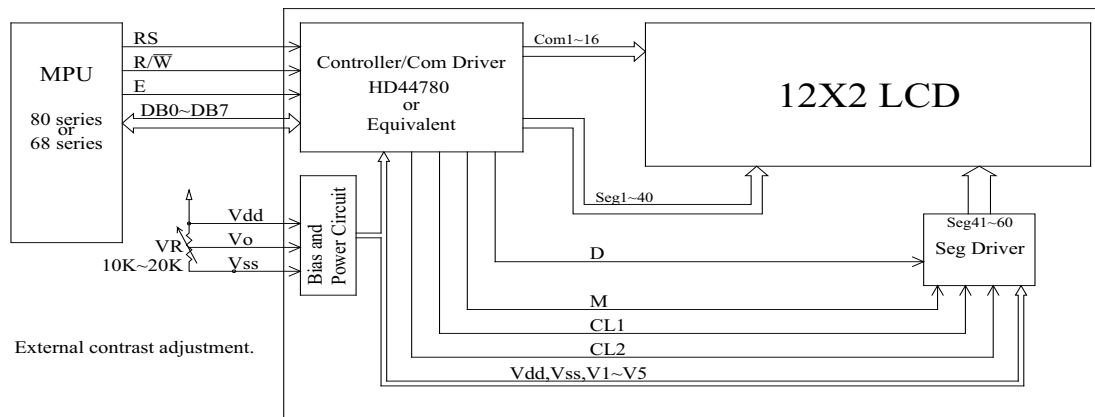 MPU
80 series
or
68 series
RS
R/W̅
E
DB0~DB7
Controller/Com Driver
HD44780
or
Equivalent
Com1~16
12X2 LCD
Seg1~40
Seg41~60
Seg Driver
Vdd
Vo
Vss
VR
10K~20K
Bias and
Power Circuit
D
M
CL1
CL2
Vdd,Vss,V1~V5
External contrast adjustment.